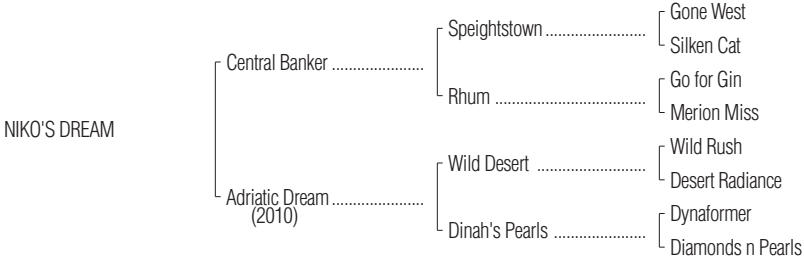 Gone West
Speightstown ........................
Silken Cat
Central Banker ......................
Go for Gin
Rhum ....................................
Merion Miss
NIKO'S DREAM
Wild Rush
Wild Desert ..........................
Desert Radiance
Adriatic Dream ......................
(2010)
Dynaformer
Dinah's Pearls ......................
Diamonds n Pearls